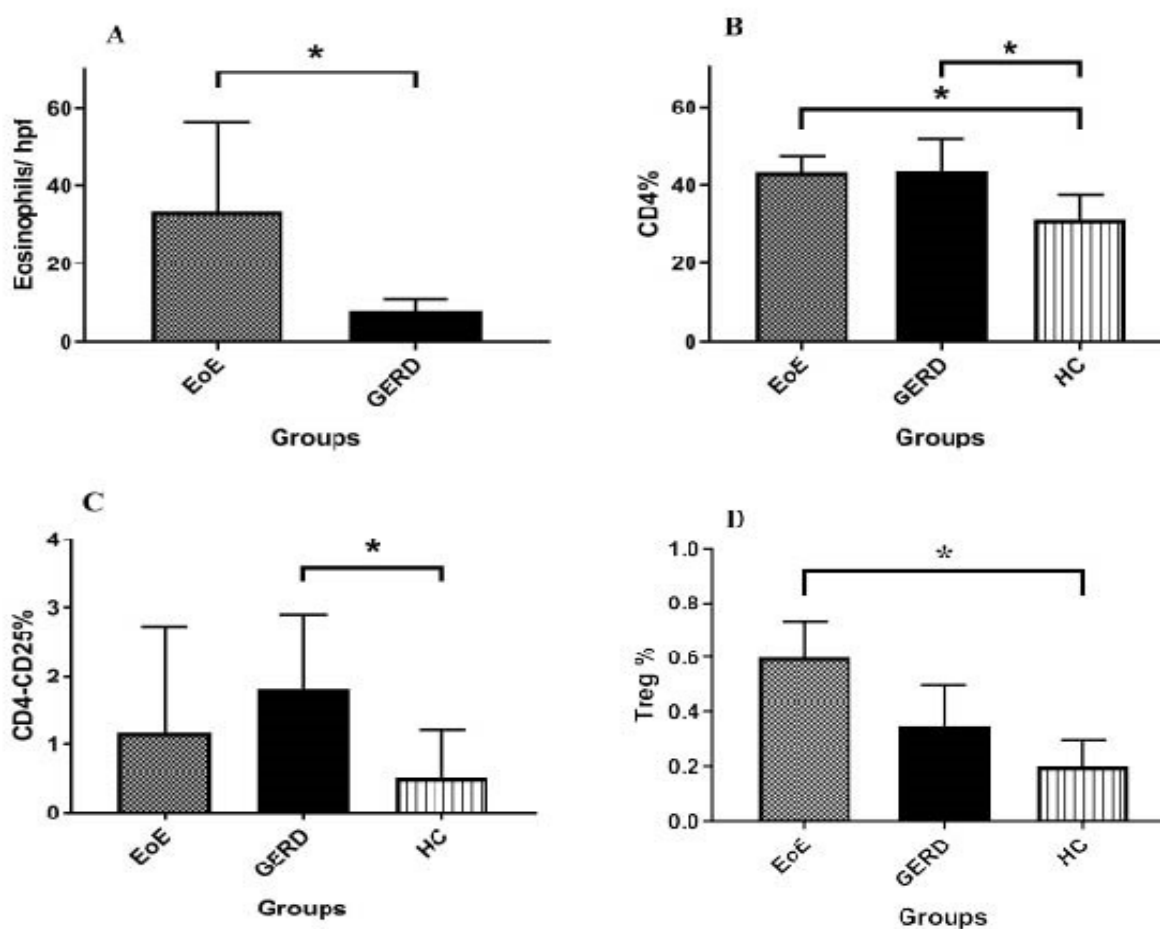 A
*
Eosinophils/ hpf
60
40
20
0
EoE
GERD
Groups
B
*
*
CD4%
60
40
20
0
EoE
GERD
HC
Groups
C
*
CD4-CD25%
4
3
2
1
0
EoE
GERD
HC
Groups
D
*
Treg %
1.0
0.8
0.6
0.4
0.2
0.0
EoE
GERD
HC
Groups